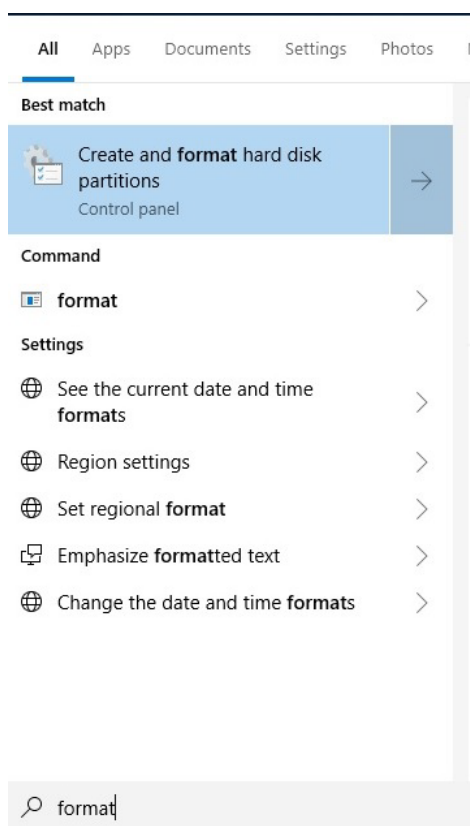 All Apps Documents Settings Photos
Best match
Create and format hard disk
partitions
Control panel
Command
format
Settings
See the current date and time
formats
Region settings
Set regional format
Emphasize formatted text
Change the date and time formats
format